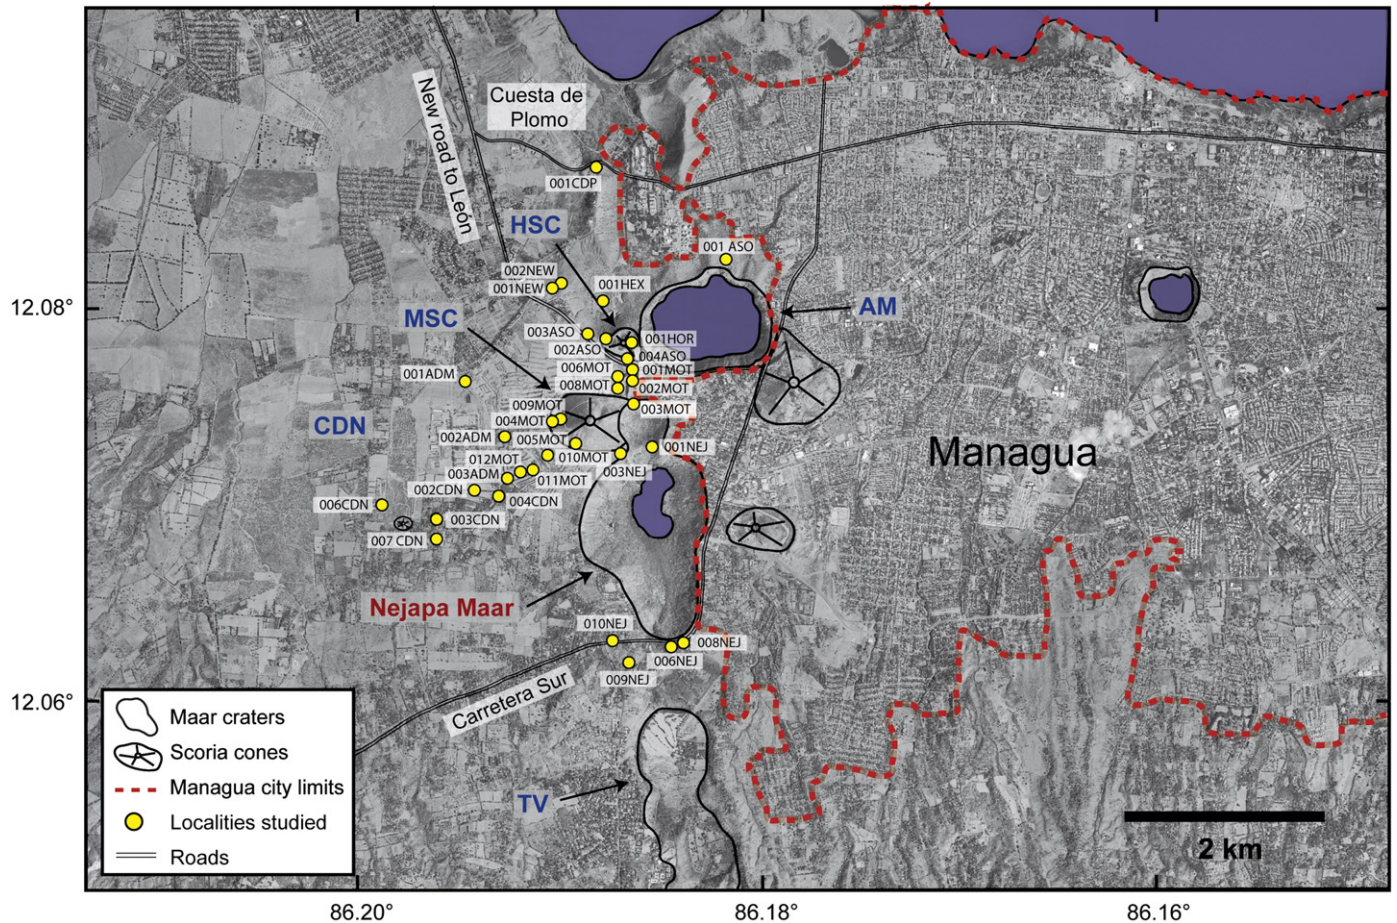 Cuesta de
Plomo
New road to León
001CDP
HSC
001 ASO
002NEW
001NEW
001HEX
12.08°
MSC
AM
003ASO
001HOR
002ASO
004ASO
006MOT
001MOT
001ADM
008MOT
002MOT
009MOT
003MOT
004MOT
CDN
002ADM
005MOT
001NEJ
Managua
012MOT
010MOT
003NEJ
003ADM
011MOT
002CDN
004CDN
006CDN
003CDN
007 CDN
Nejapa Maar
010NEJ
008NEJ
006NEJ
009NEJ
Carretera Sur
12.06°
Maar craters
Scoria cones
Managua city limits
Localities studied
Roads
TV
2 km
86.20°
86.18°
86.16°